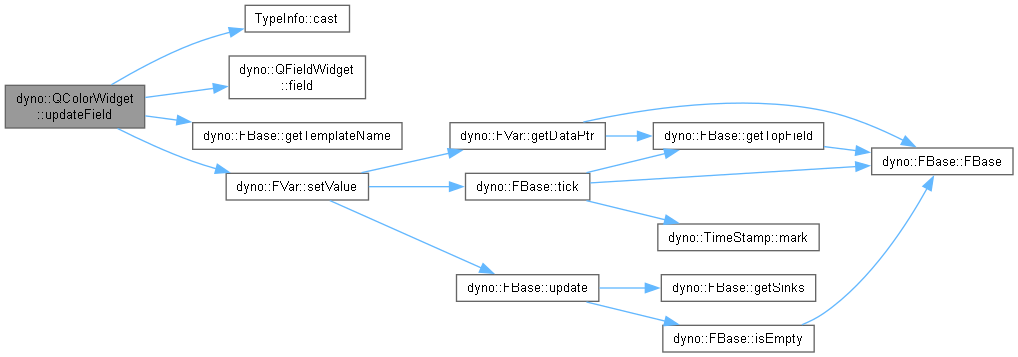 TypeInfo::cast
dyno::QFieldWidget
::field
dyno::QColorWidget
::updateField
dyno::FBase::getTemplateName
dyno::FVar::getDataPtr
dyno::FBase::getTopField
dyno::FBase::FBase
dyno::FVar::setValue
dyno::FBase::tick
dyno::TimeStamp::mark
dyno::FBase::update
dyno::FBase::getSinks
dyno::FBase::isEmpty